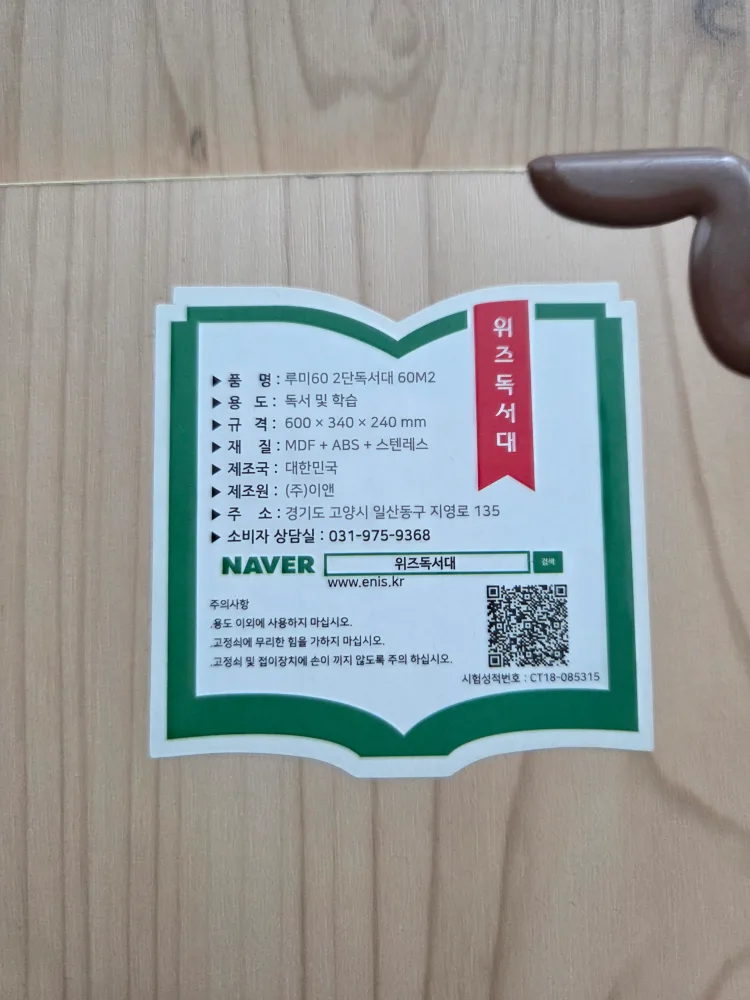 위즈독서대
▶ 품 명 : 루미60 2단독서대 60M2
▶ 용 도 : 독서 및 학습
▶ 규 격 : 600 × 340 × 240 mm
▶ 재 질 : MDF + ABS + 스텐레스
▶ 제조국 : 대한민국
▶ 제조원 : (주)이앤
▶ 주 소 : 경기도 고양시 일산동구 지영로 135
▶ 소비자 상담실 : 031-975-9368
NAVER 위즈독서대 검색
www.enis.kr
주의사항
.용도 이외에 사용하지 마십시오.
.고정쇠에 무리한 힘을 가하지 마십시오.
.고정쇠 및 접이장치에 손이 끼지 않도록 주의 하십시오.
시험성적번호 : CT18-085315